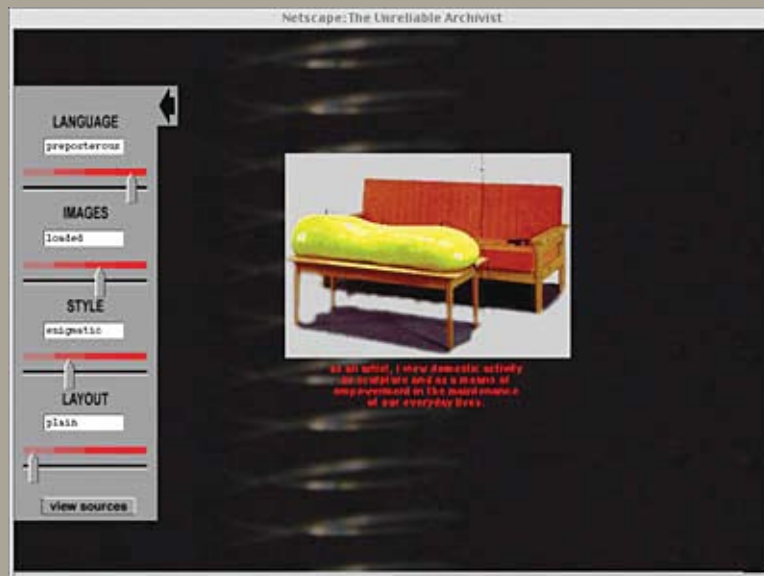 Netscape: The Unreliable Archivist
LANGUAGE
preposterous
IMAGES
loaded
STYLE
enigmatic
LAYOUT
plain
view sources
as an artist, I view domestic activity
as sculpture and as a means of
empowerment in the maintenance
of our everyday lives.